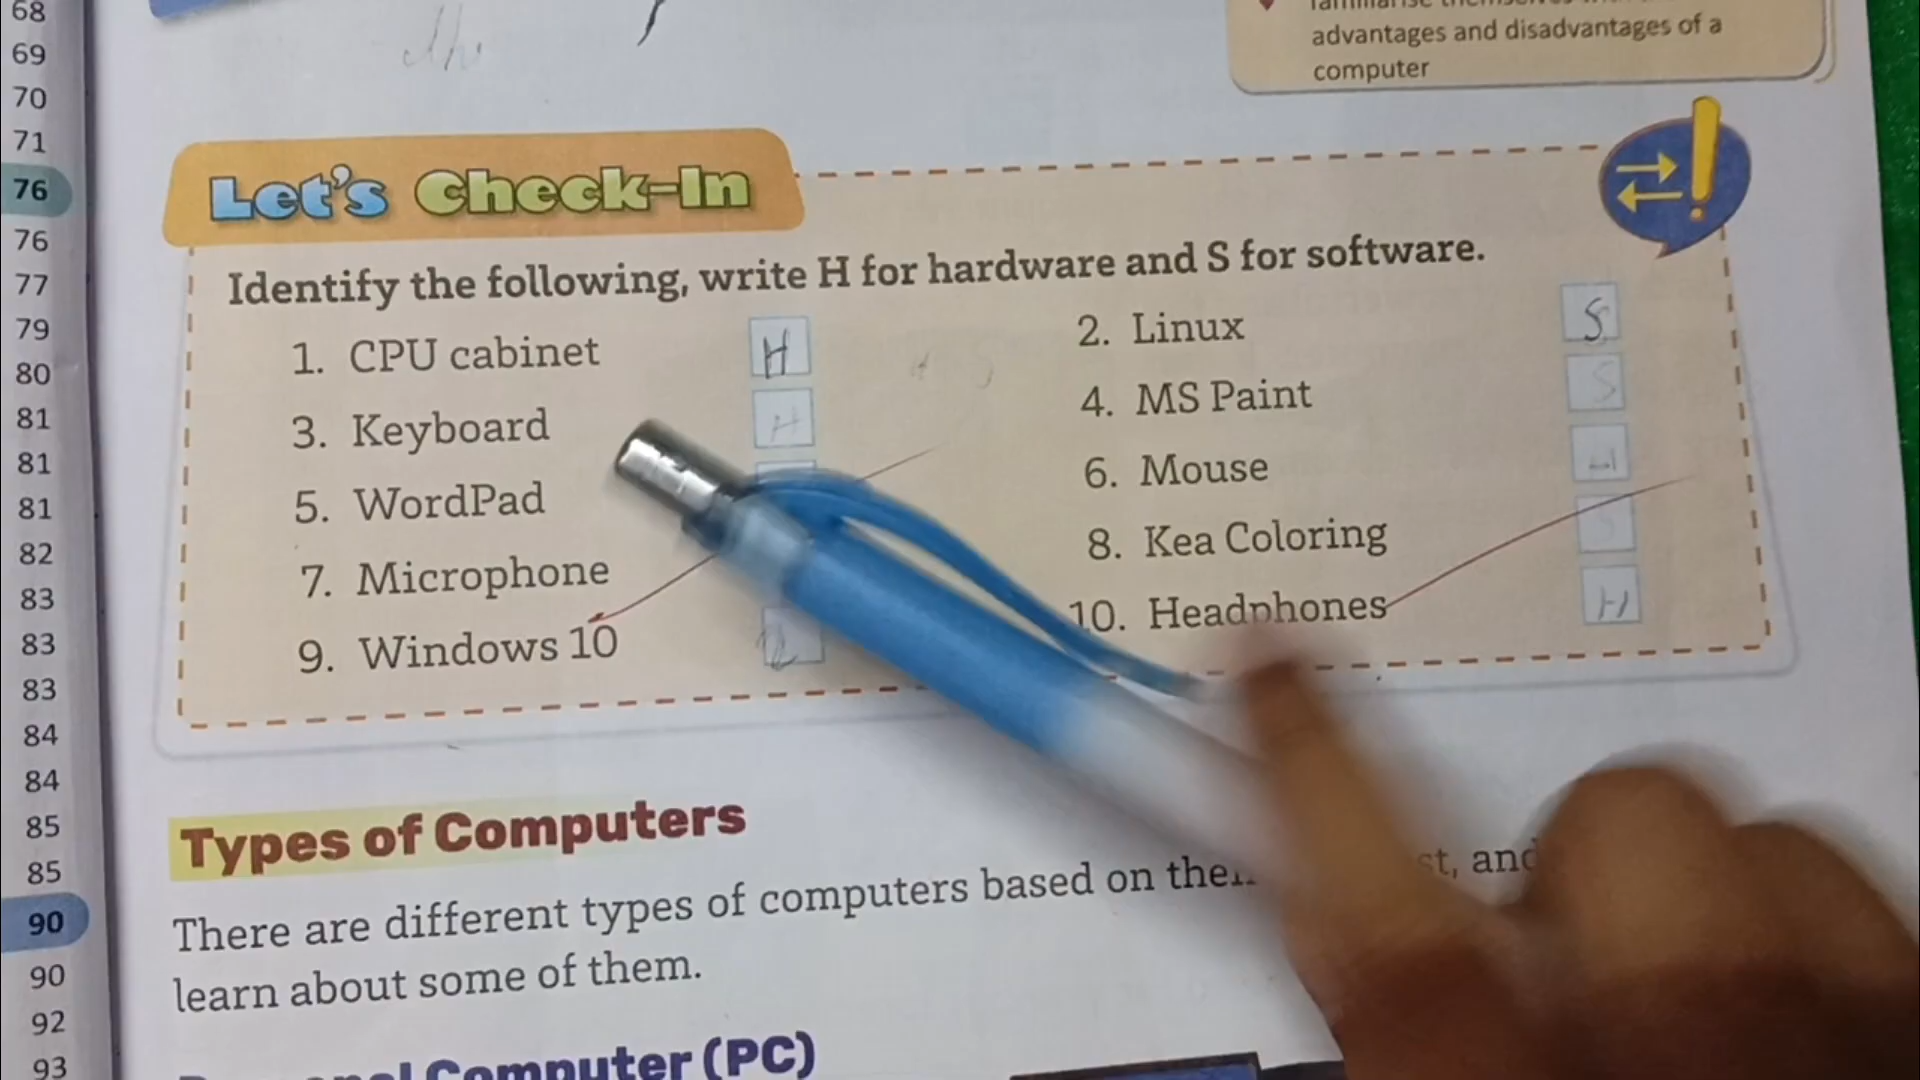 68
69
70
71
76
76
77
79
80
81
81
81
82
83
83
83
84
84
85
85
90
90
92
93
advantages and disadvantages of a
computer
Let's Check-In
Identify the following, write H for hardware and S for software.
1. CPU cabinet H
2. Linux S
3. Keyboard H
4. MS Paint S
5. WordPad
6. Mouse H
7. Microphone
8. Kea Coloring S
9. Windows 10
10. Headphones H
Types of Computers
There are different types of computers based on and
learn about some of them.
Computer (PC)